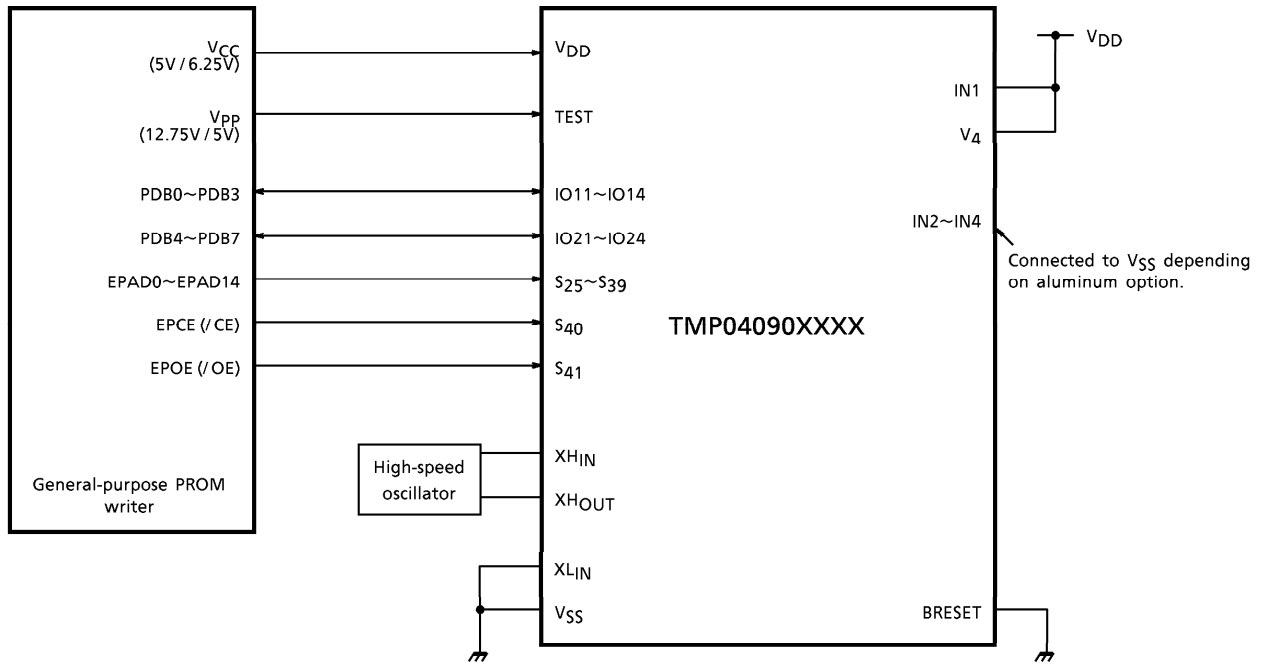 VCC
(5V / 6.25V)
VPP
(12.75V / 5V)
PDB0~PDB3
PDB4~PDB7
EPAD0~EPAD14
EPCE (/ CE)
EPOE (/ OE)
General-purpose PROM
writer
High-speed
oscillator
VDD
TEST
IO11~IO14
IO21~IO24
S25~S39
S40
S41
XHIN
XHOUT
XLIN
VSS
TMP04090XXXX
IN1
V4
IN2~IN4
BRESET
VDD
Connected to VSS depending
on aluminum option.